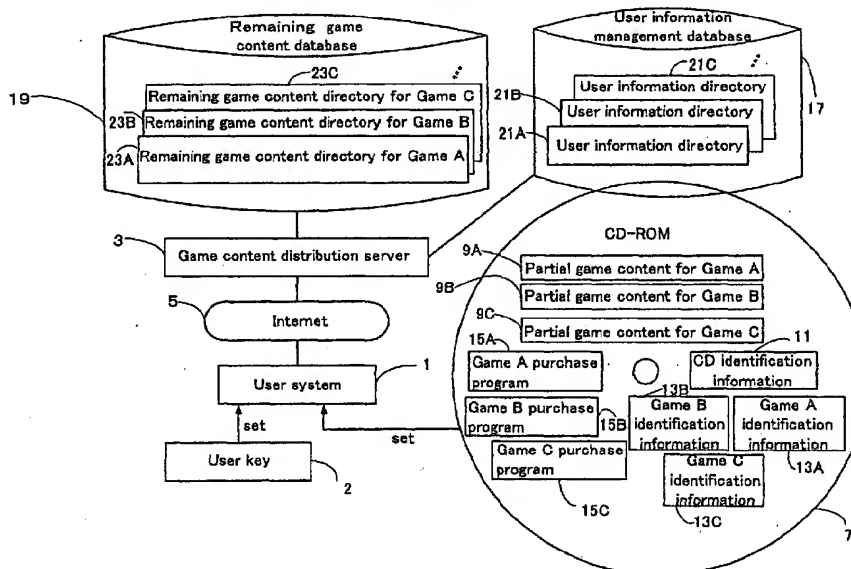 Remaining game
content database
User information
management database
19
23C
Remaining game content directory for Game C
23B
Remaining game content directory for Game B
23A
Remaining game content directory for Game A
21C
User information directory
21B
User information directory
21A
User information directory
17
3
Game content distribution server
5
Internet
1
User system
set
set
User key
2
CD-ROM
9A
Partial game content for Game A
9B
Partial game content for Game B
9C
Partial game content for Game C
15A
Game A purchase
program
11
CD identification
information
13B
Game B purchase
program
15B
Game B
identification
information
Game A
identification
information
13A
Game C purchase
program
15C
Game C
identification
information
13C
7